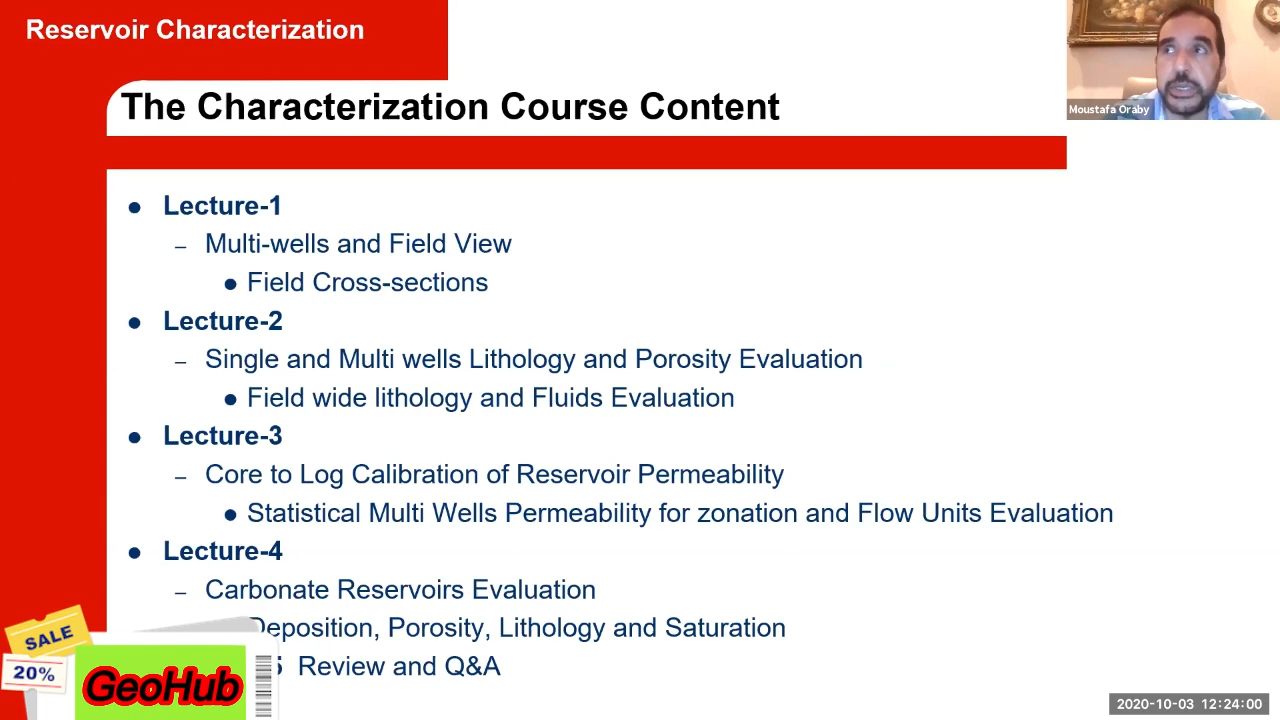 Reservoir Characterization
Moustafa Oraby
The Characterization Course Content
Lecture-1
– Multi-wells and Field View
Field Cross-sections
Lecture-2
– Single and Multi wells Lithology and Porosity Evaluation
Field wide lithology and Fluids Evaluation
Lecture-3
– Core to Log Calibration of Reservoir Permeability
Statistical Multi Wells Permeability for zonation and Flow Units Evaluation
Lecture-4
– Carbonate Reservoirs Evaluation
Deposition, Porosity, Lithology and Saturation
5 Review and Q&A
SALE
20%
GeoHub
2020-10-03 12:24:00